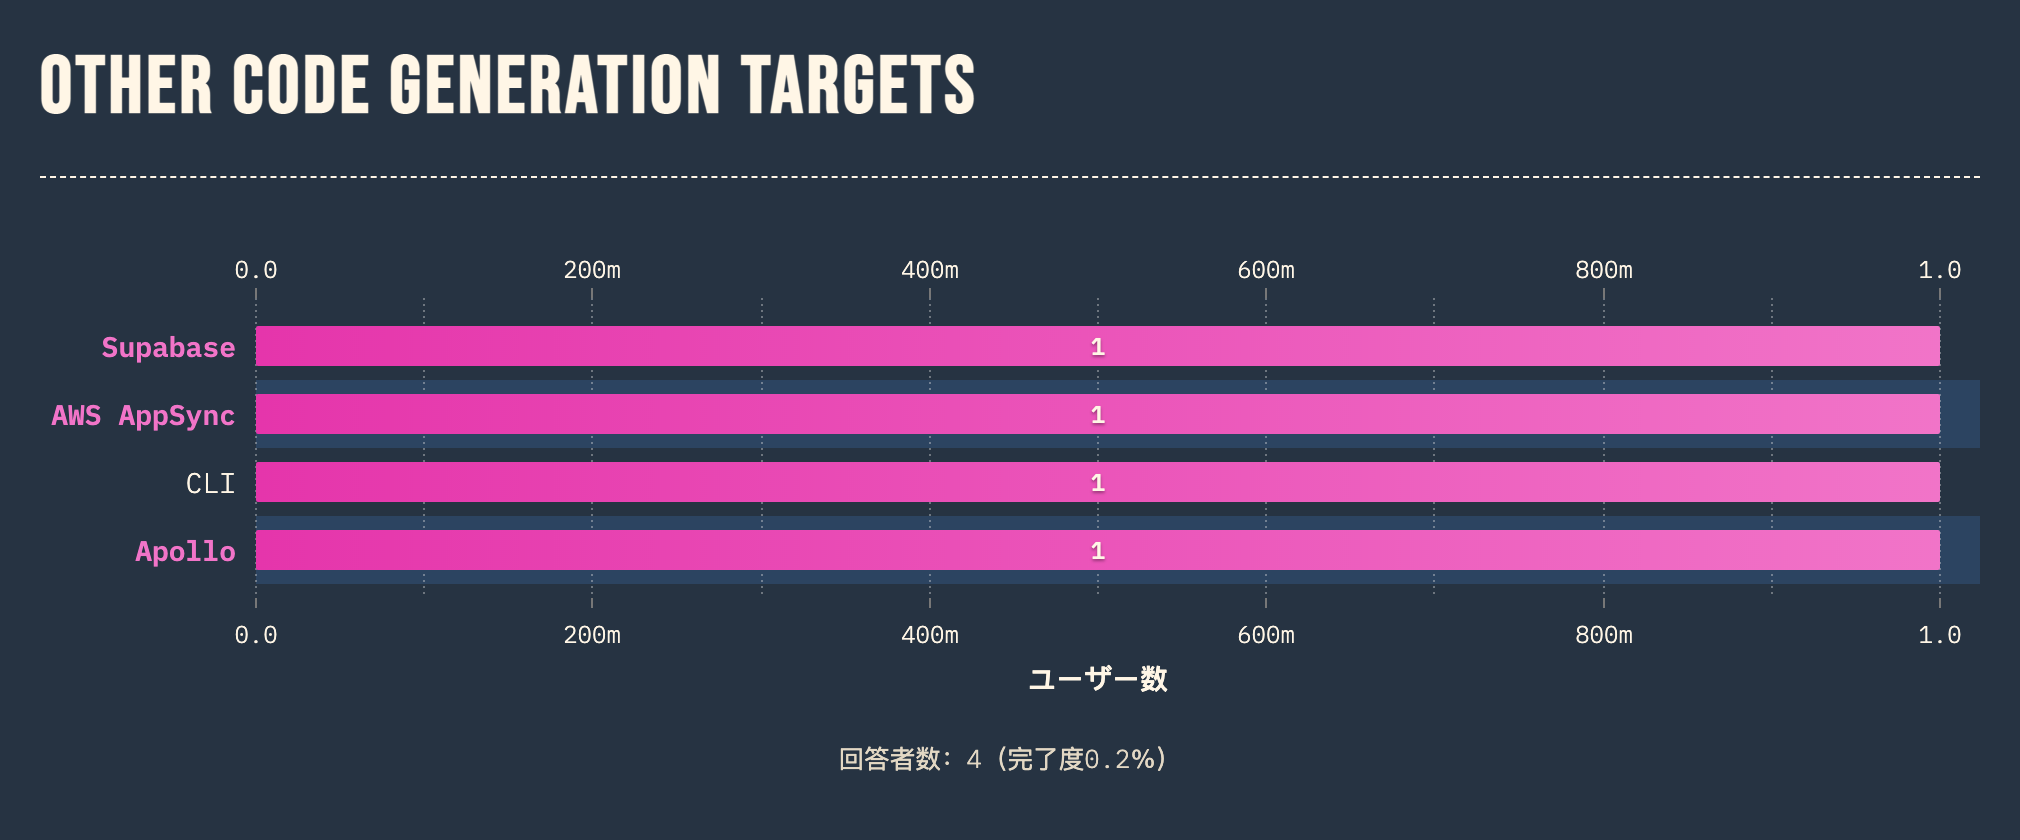 OTHER CODE GENERATION TARGETS
0.0 200m 400m 600m 800m 1.0
Supabase 1
AWS AppSync 1
CLI 1
Apollo 1
0.0 200m 400m 600m 800m 1.0
ユーザー数
回答者数: 4 (完了度0.2%)